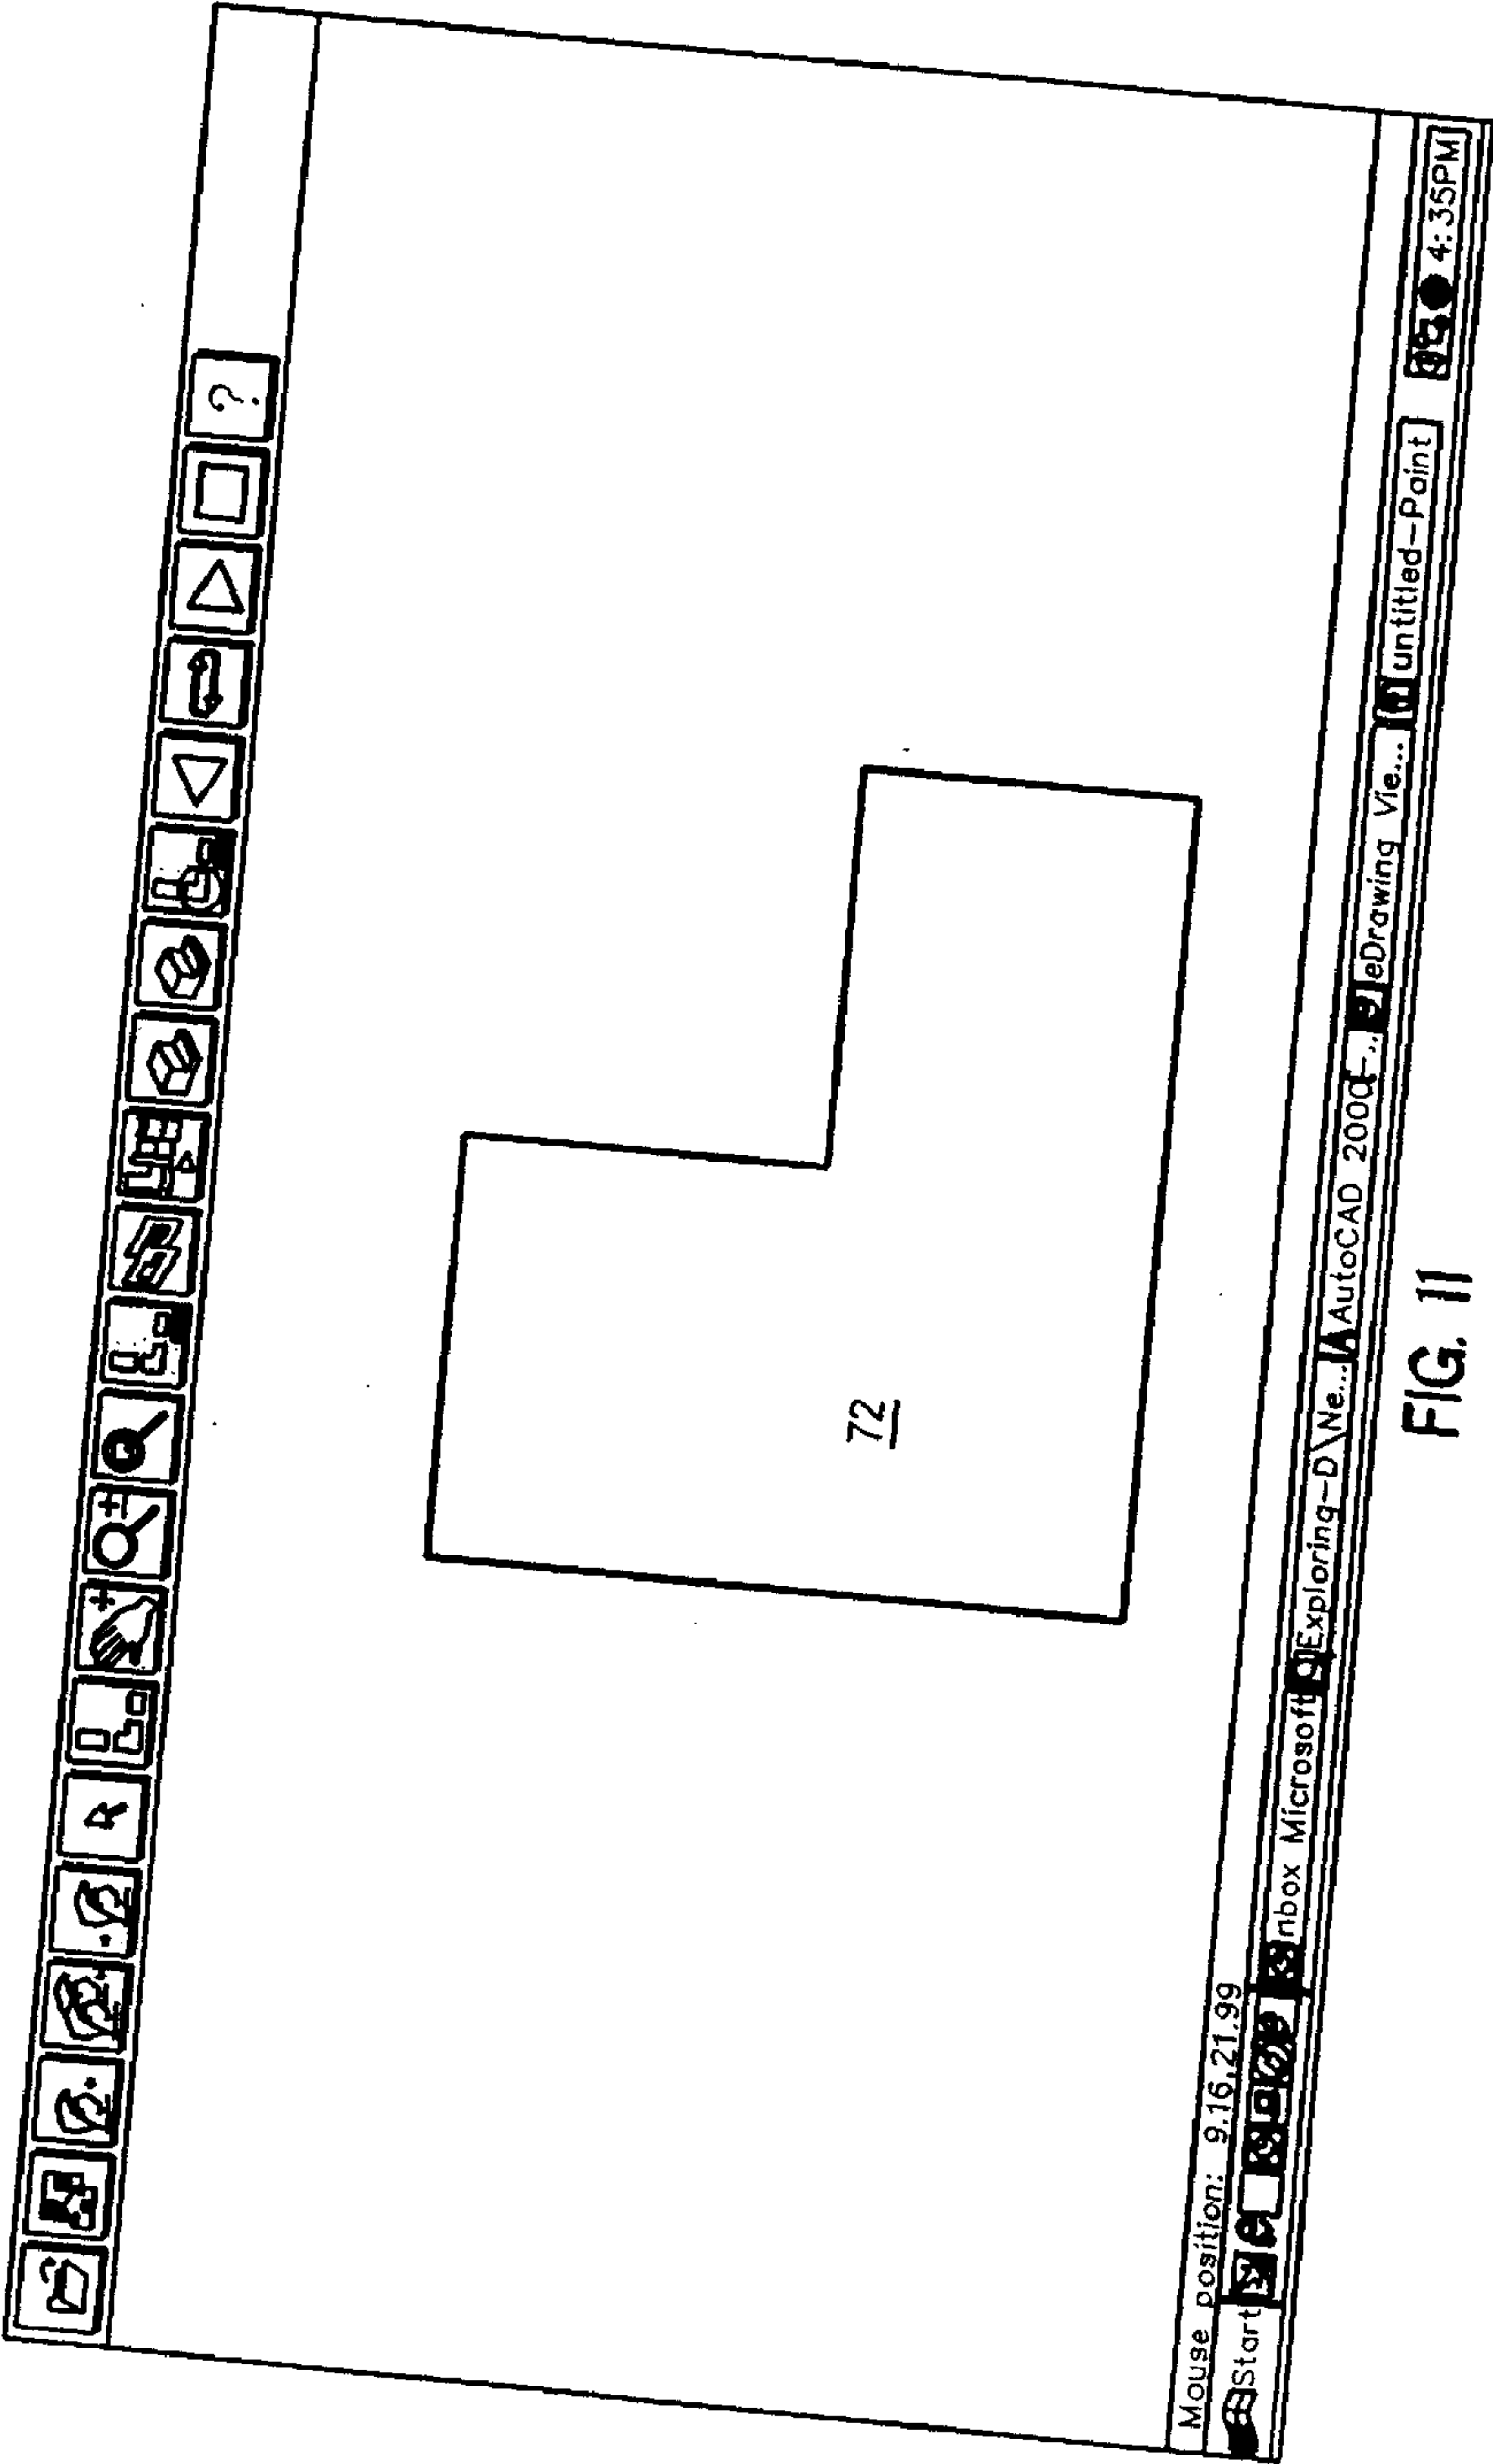 ?
72
Mouse position: 9.16,21.99
Start nbox Microsoft Exploring-D\Ne... AutoCAD 2000-... eDrawing Vie... untitled-Paint 4:35PM
FIG. 11